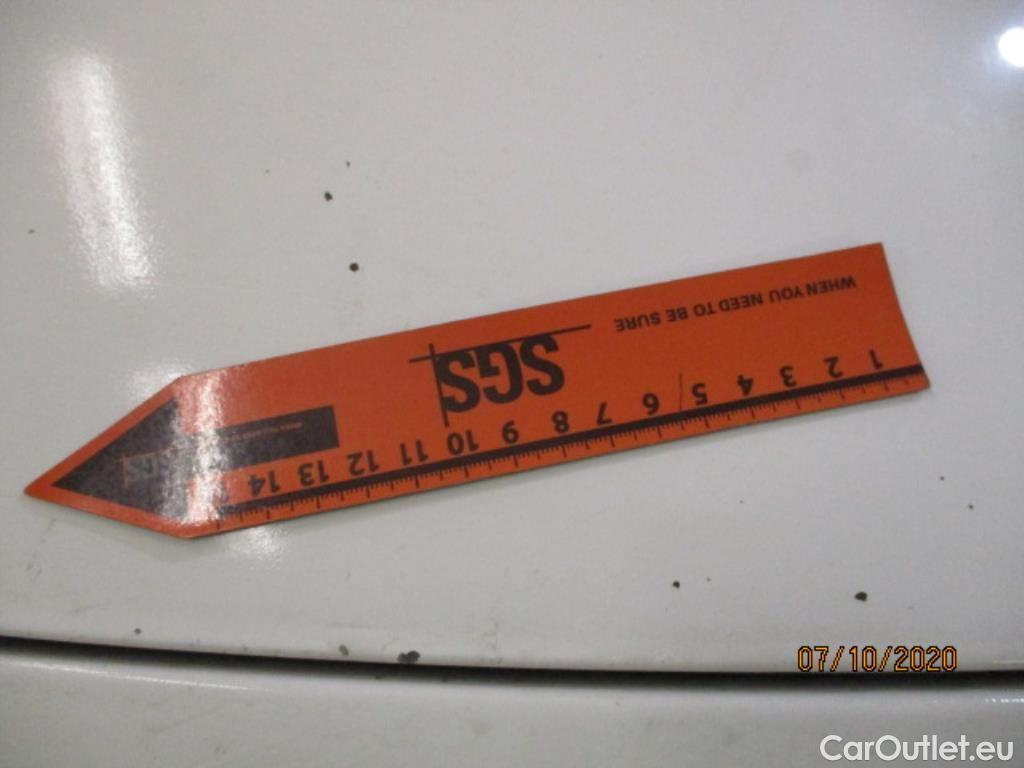 WHEN YOU NEED TO BE SURE
SGS
1 2 3 4 5 6 7 8 9 10 11 12 13 14
SGS
07/10/2020
CarOutlet.eu